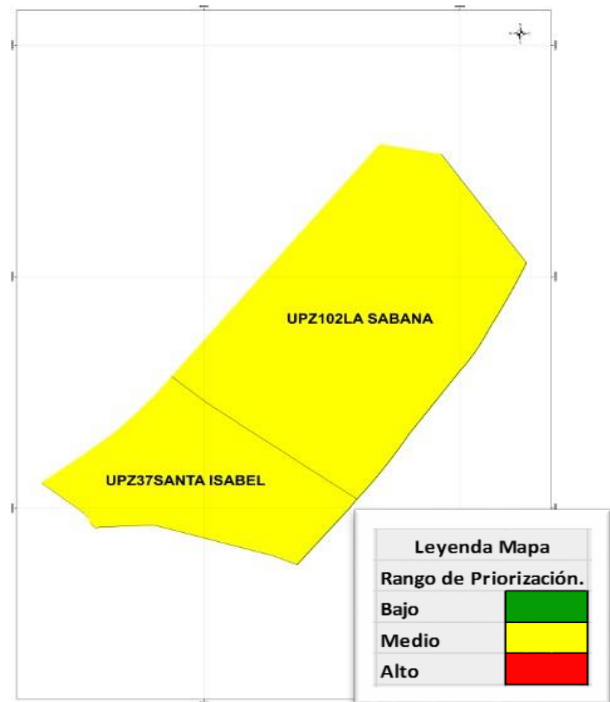 UPZ102LA SABANA
UPZ37SANTA ISABEL
Leyenda Mapa
Rango de Priorización.
Bajo
Medio
Alto